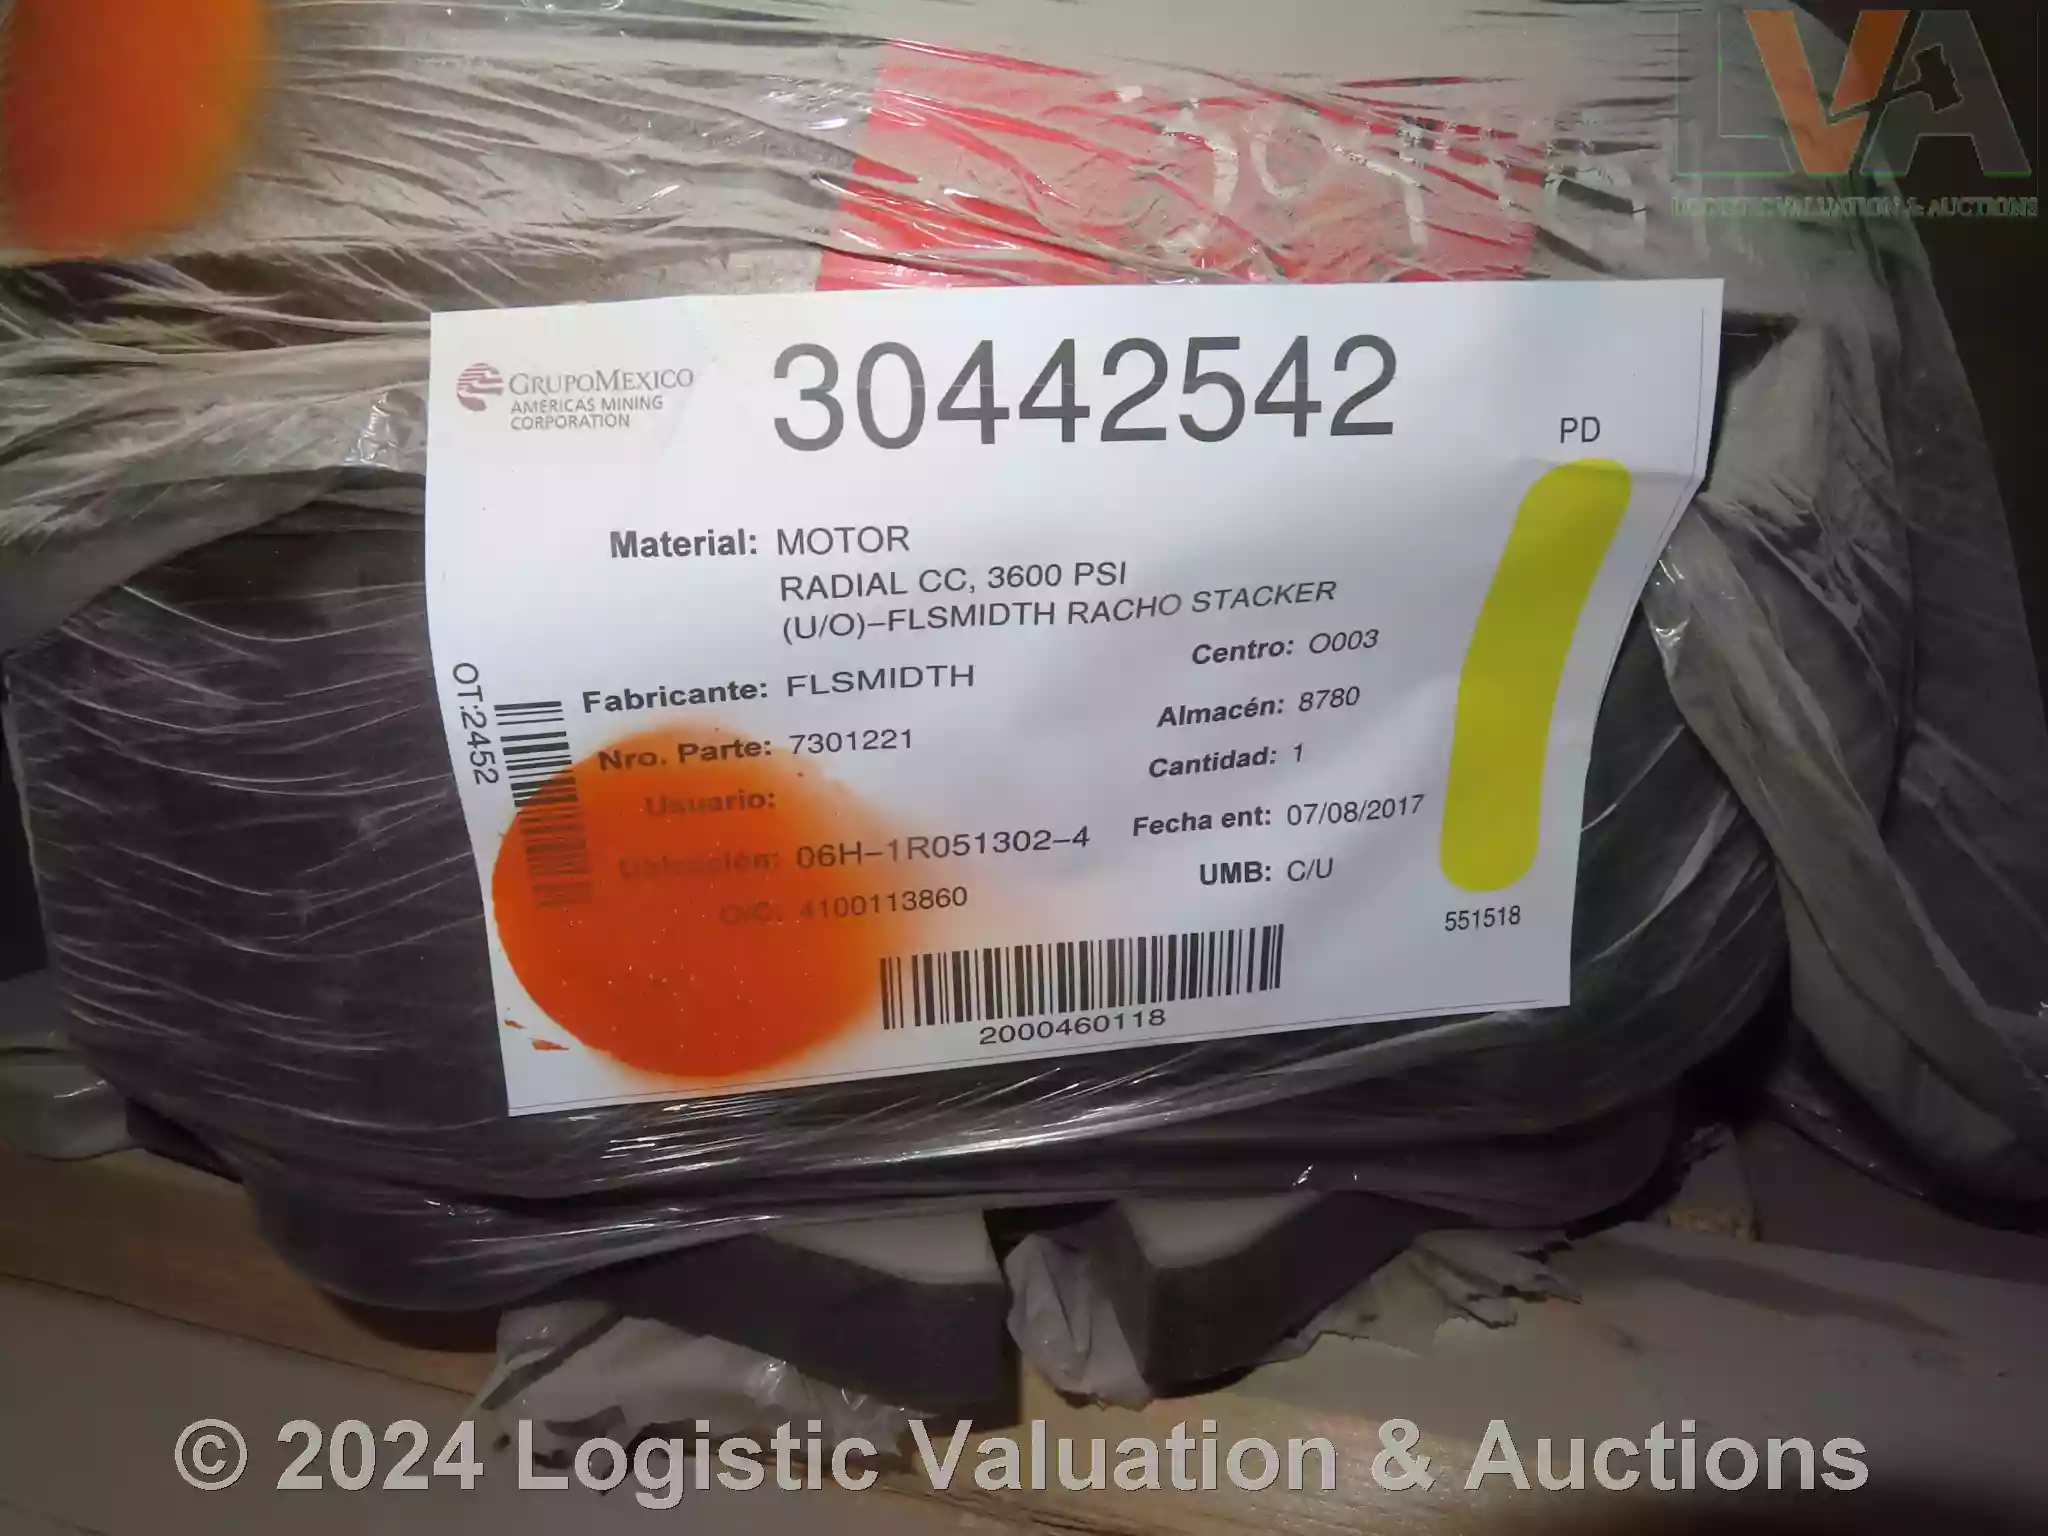 LVA
LOGISTIC VALUATION & AUCTIONS
GRUPOMEXICO
AMERICAS MINING
CORPORATION
30442542
PD
Material: MOTOR
RADIAL CC, 3600 PSI
(U/O)–FLSMIDTH RACHO STACKER
Centro: O003
Fabricante: FLSMIDTH
Almacén: 8780
Nro. Parte: 7301221
Cantidad: 1
Usuario:
Fecha ent: 07/08/2017
Ubicación: 06H–1R051302–4
UMB: C/U
O/C: 4100113860
551518
OT:2452
2000460118
© 2024 Logistic Valuation & Auctions